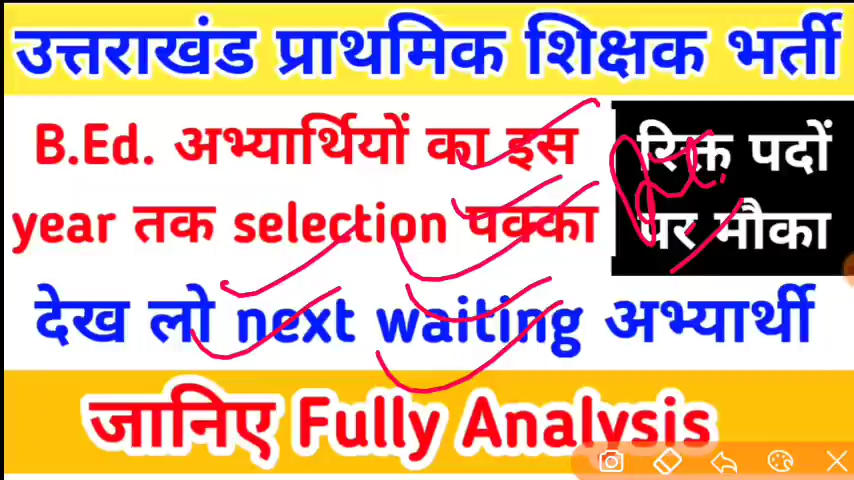 उत्तराखंड प्राथमिक शिक्षक भर्ती
B.Ed. अभ्यार्थियों का इस
year तक selection पक्का
रिक्त पदों
पर मौका
देख लो next waiting अभ्यार्थी
जानिए Fully Analysis